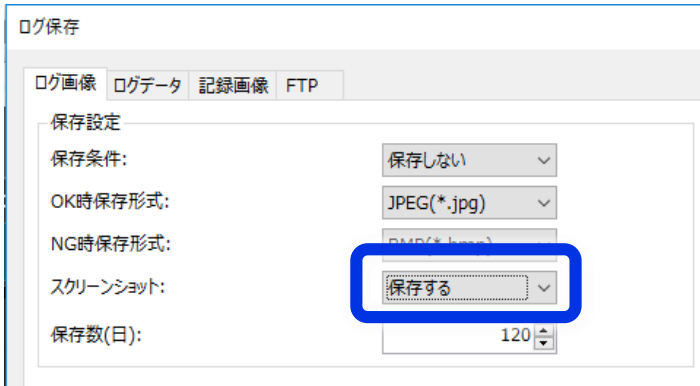 ログ保存
ログ画像 ログデータ 記録画像 FTP
保存設定
保存条件: 保存しない
OK時保存形式: JPEG(*.jpg)
NG時保存形式: BMP(*.bmp)
スクリーンショット: 保存する
保存数(日): 120